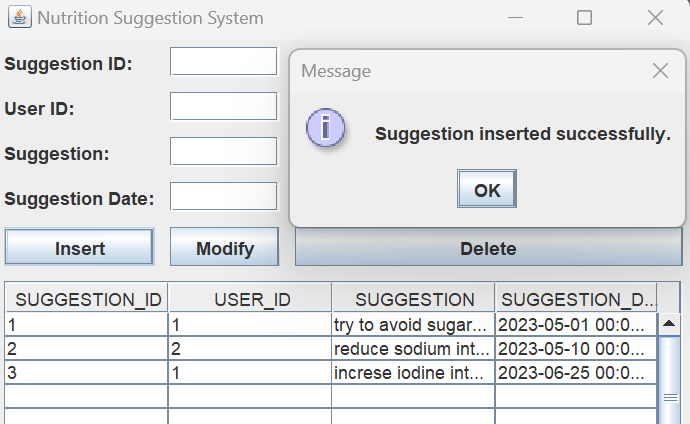 Nutrition Suggestion System
Suggestion ID:
User ID:
Suggestion:
Suggestion Date:
Message
i
Suggestion inserted successfully.
OK
Insert Modify Delete
SUGGESTION_ID USER_ID SUGGESTION SUGGESTION_D...
1 1 try to avoid sugar... 2023-05-01 00:0...
2 2 reduce sodium int... 2023-05-10 00:0...
3 1 increse iodine int... 2023-06-25 00:0...